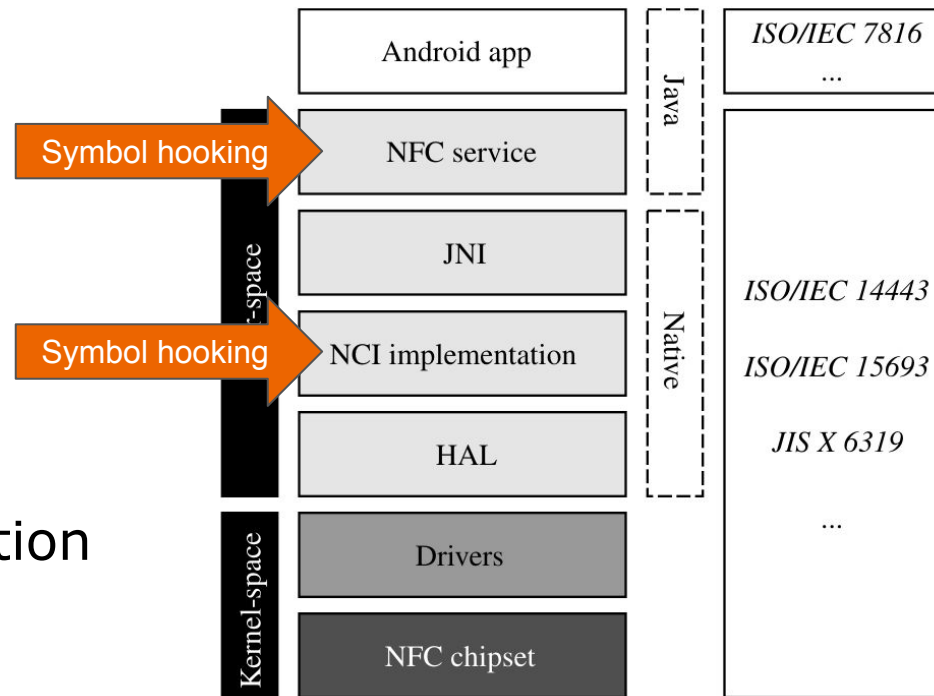 Android app
Java
ISO/IEC 7816
...
Symbol hooking
NFC service
JNI
Symbol hooking
NCI implementation
Native
HAL
ISO/IEC 14443
ISO/IEC 15693
JIS X 6319
...
Kernel-space
Drivers
NFC chipset